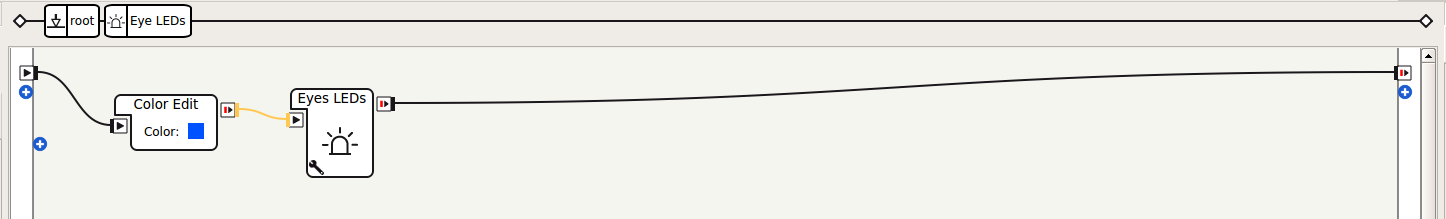 root
Eye LEDs
Color Edit
Color:
Eyes LEDs